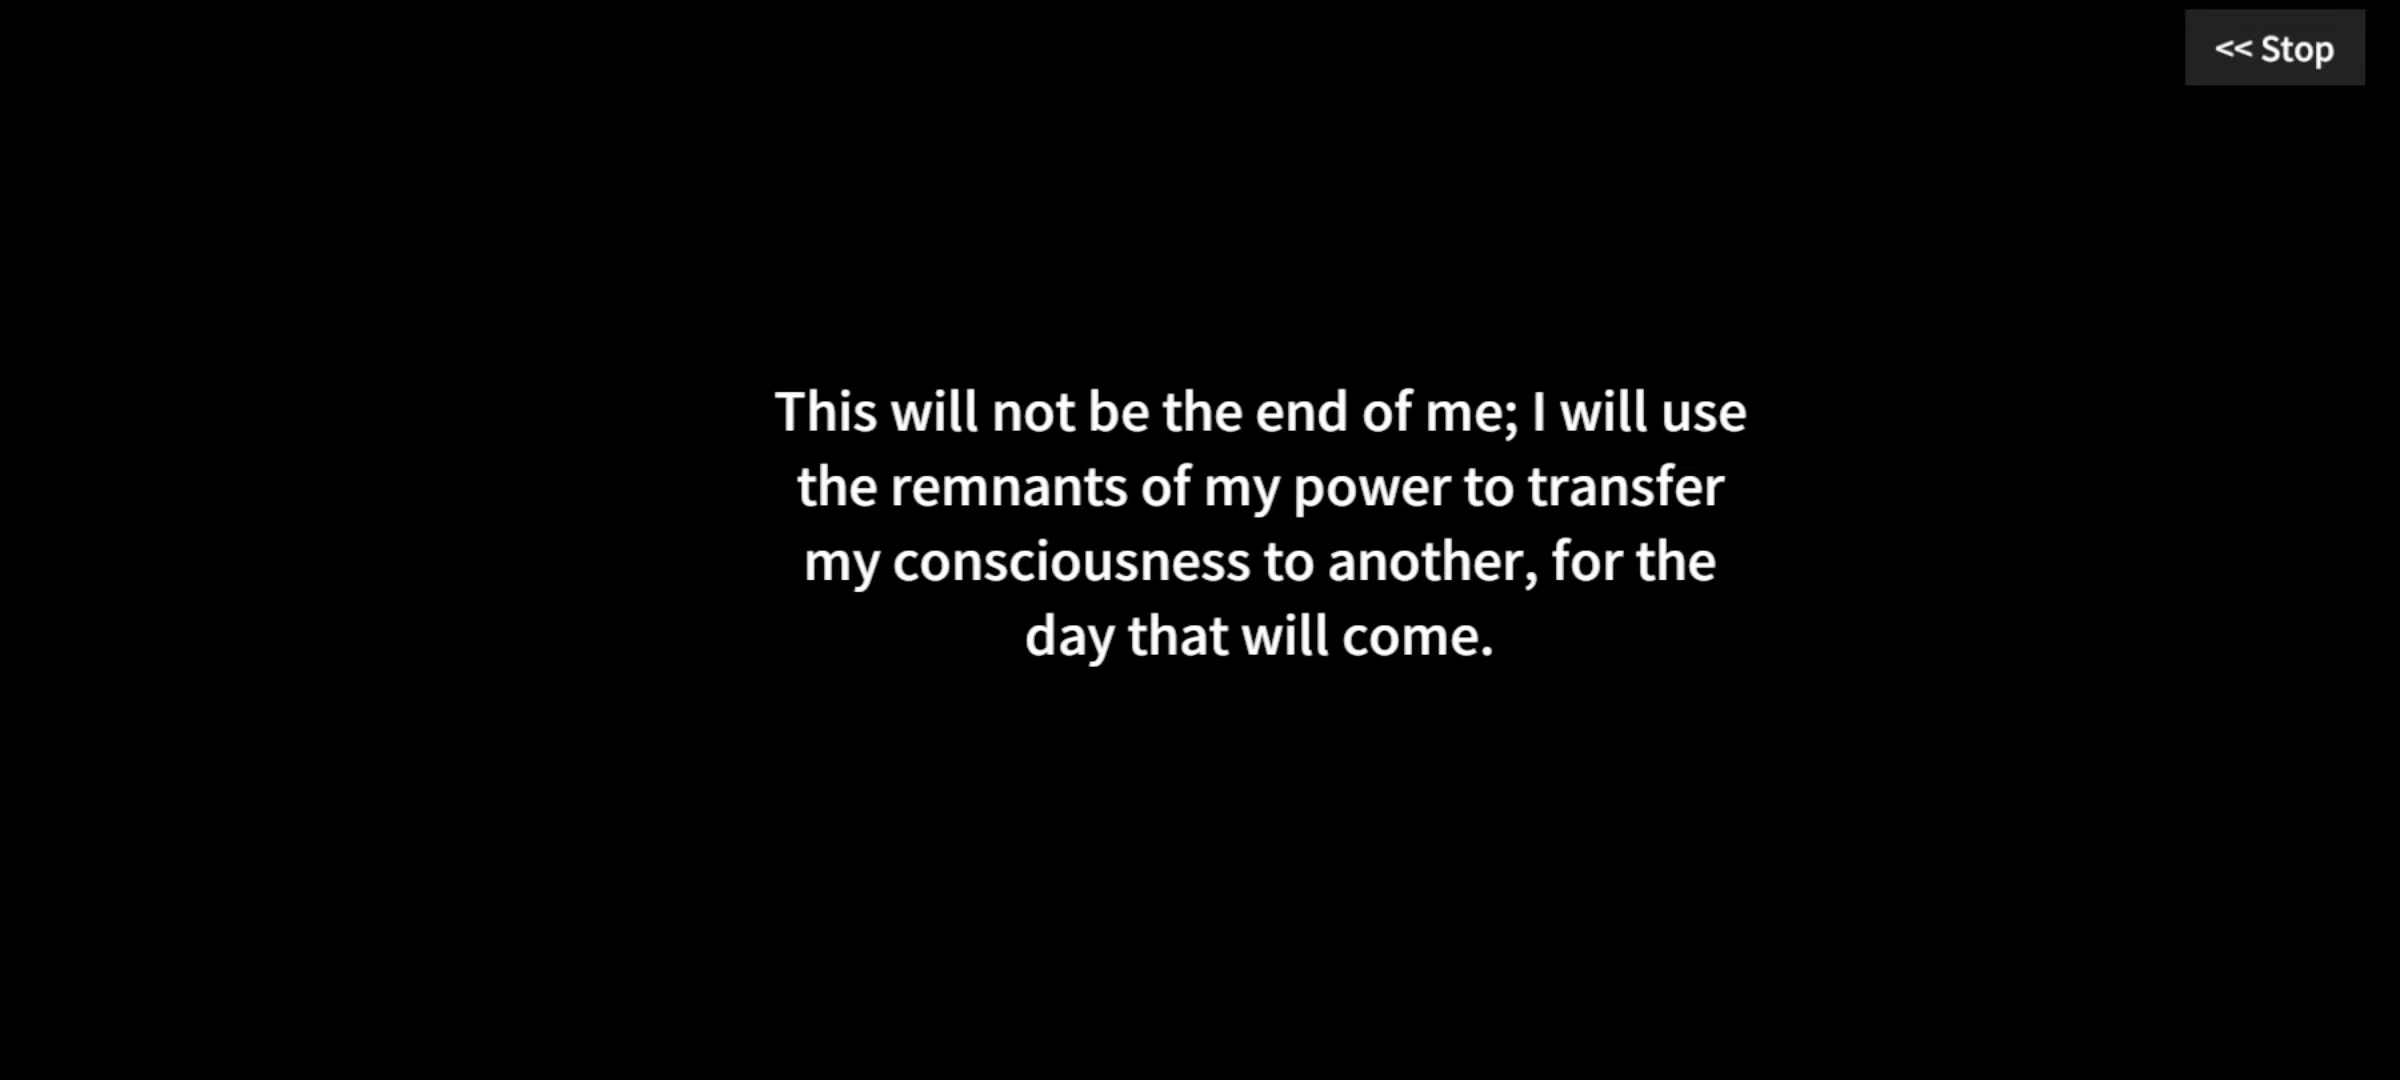 << Stop
This will not be the end of me; I will use
the remnants of my power to transfer
my consciousness to another, for the
day that will come.